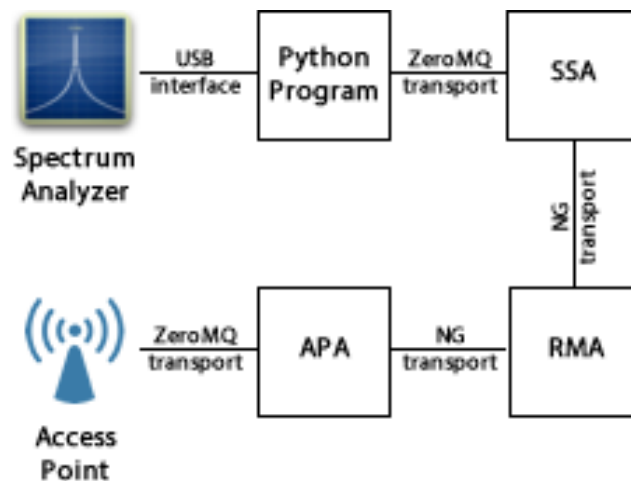 USB
interface
Python
Program
ZeroMQ
transport
SSA
Spectrum
Analyzer
NG
transport
ZeroMQ
transport
APA
NG
transport
RMA
Access
Point